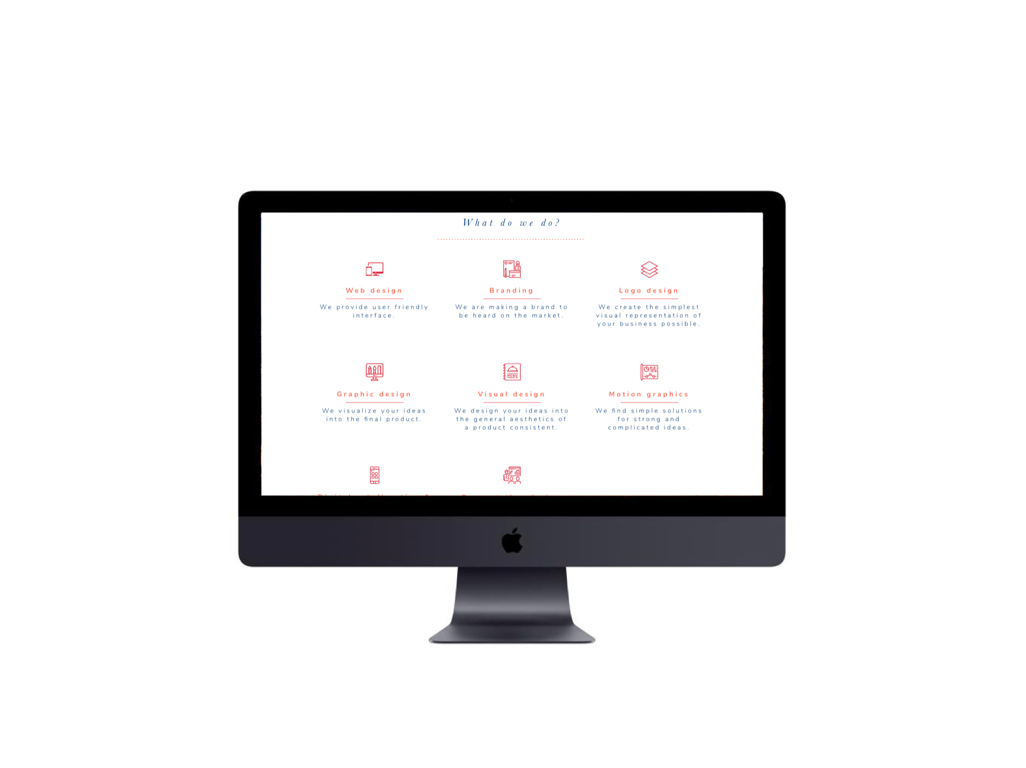 What do we do?
Web design
We provide user friendly
interface.
Branding
We are making a brand to
be heard on the market.
Logo design
We create the simplest
visual representation of
your business possible.
Graphic design
We visualize your ideas
into the final product.
Visual design
We design your ideas into
the general aesthetics of
a product consistent.
Motion graphics
We find simple solutions
for strong and
complicated ideas.